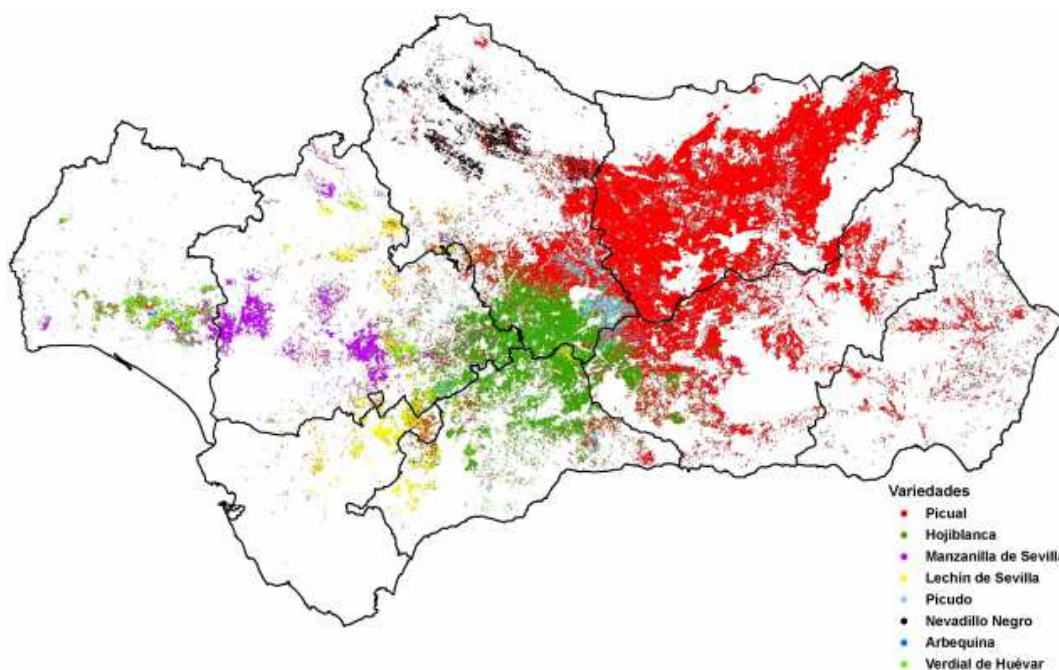 Variedades
Picual
Hojiblanca
Manzanilla de Sevilla
Lechín de Sevilla
Picudo
Nevadillo Negro
Arbequina
Verdial de Huévar